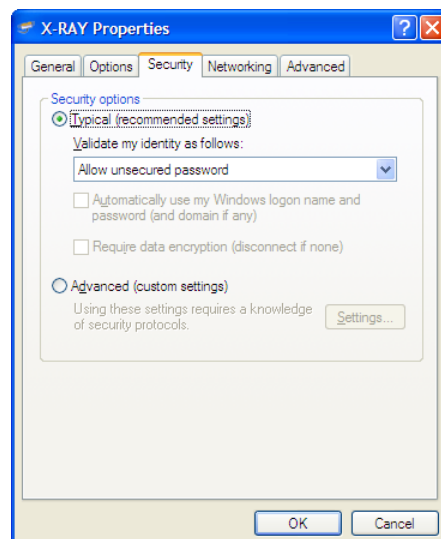 X-RAY Properties
General Options Security Networking Advanced
Security options
Typical (recommended settings)
Validate my identity as follows:
Allow unsecured password
Automatically use my Windows logon name and
password (and domain if any)
Require data encryption (disconnect if none)
Advanced (custom settings)
Using these settings requires a knowledge
of security protocols.
Settings...
OK Cancel